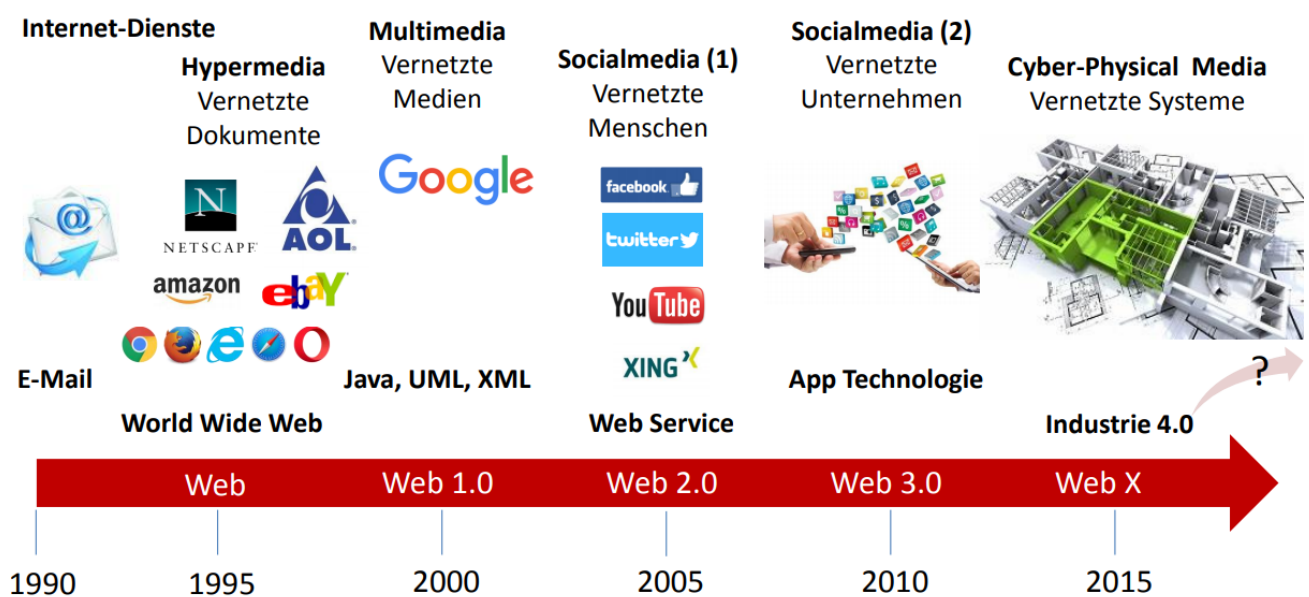 Internet-Dienste
Hypermedia
Vernetzte
Dokumente
Multimedia
Vernetzte
Medien
Socialmedia (1)
Vernetzte
Menschen
Socialmedia (2)
Vernetzte
Unternehmen
Cyber-Physical Media
Vernetzte Systeme
@
N
NETSCAPE
AOL
amazon
ebaY
Google
facebook
twitter
YouTube
XING
E-Mail
World Wide Web
Java, UML, XML
Web Service
App Technologie
Industrie 4.0
?
Web
Web 1.0
Web 2.0
Web 3.0
Web X
1990
1995
2000
2005
2010
2015